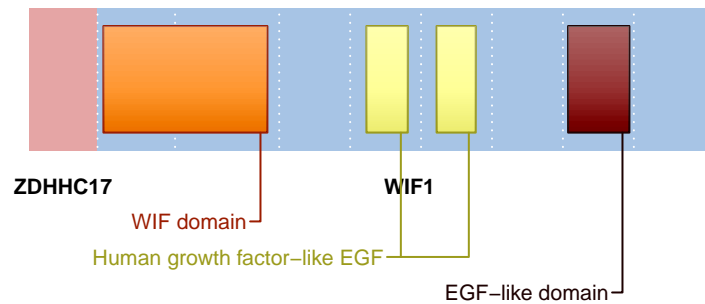 ZDHHC17 WIF1
WIF domain
Human growth factor−like EGF
EGF−like domain